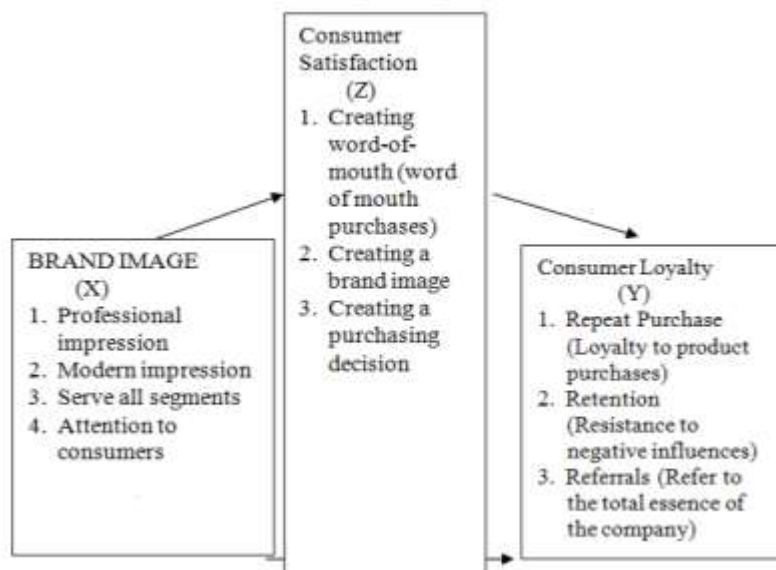 BRAND IMAGE
(X)
1. Professional
impression
2. Modern impression
3. Serve all segments
4. Attention to
consumers
Consumer
Satisfaction
(Z)
1. Creating
word-of-
mouth (word
of mouth
purchases)
2. Creating a
brand image
3. Creating a
purchasing
decision
Consumer Loyalty
(Y)
1. Repeat Purchase
(Loyalty to product
purchases)
2. Retention
(Resistance to
negative influences)
3. Referrals (Refer to
the total essence of
the company)